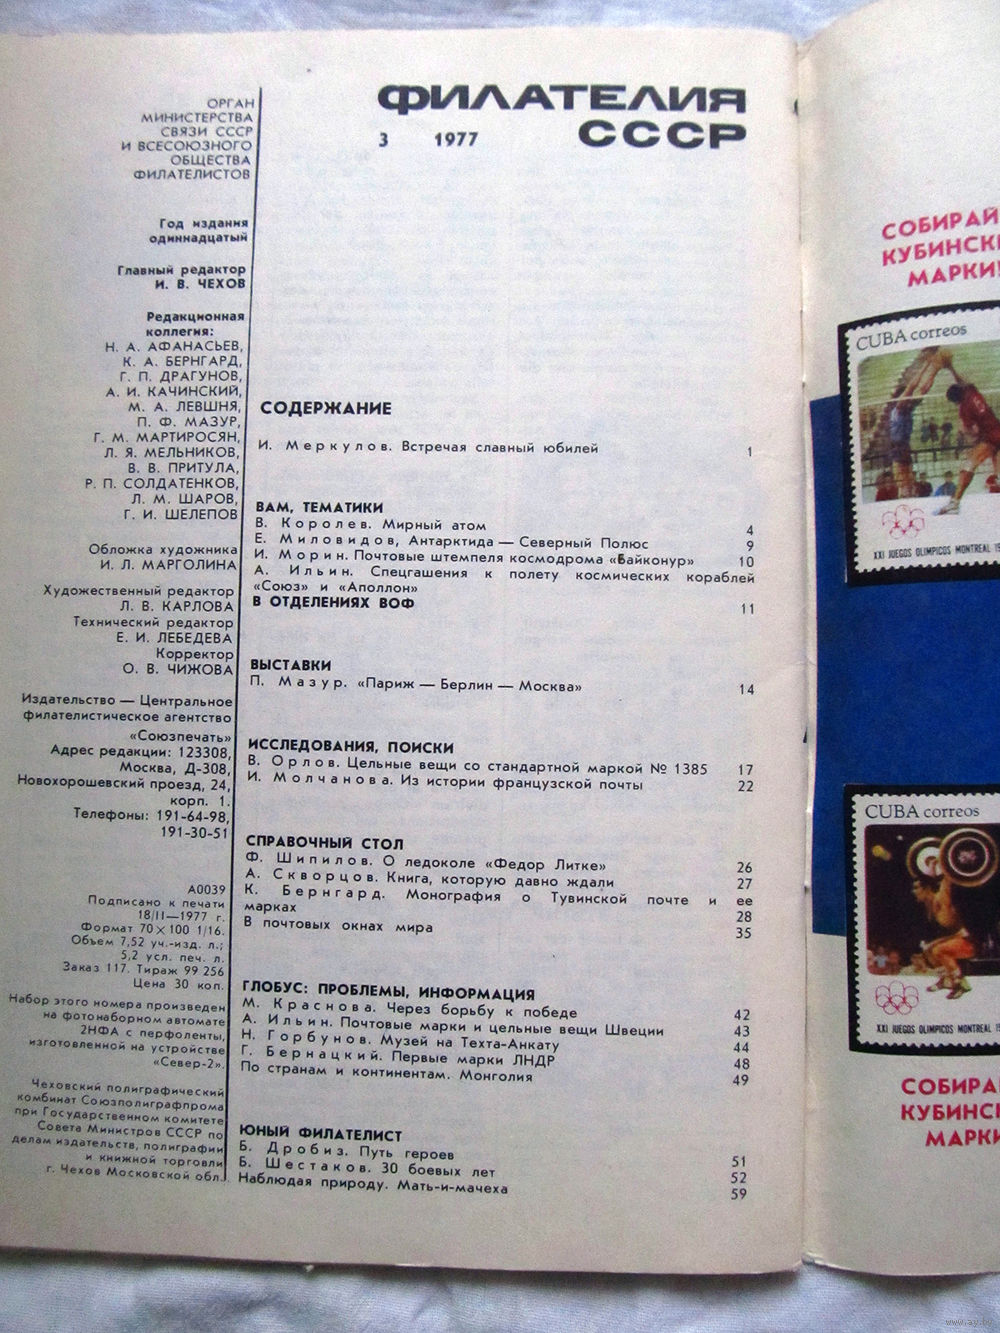 ФИЛАТЕЛИЯ
СССР
3 1977
ОРГАН
МИНИСТЕРСТВА
СВЯЗИ СССР
И ВСЕСОЮЗНОГО
ОБЩЕСТВА
ФИЛАТЕЛИСТОВ
Год издания
одиннадцатый
Главный редактор
И. В. ЧЕХОВ
Редакционная
коллегия:
Н. А. АФАНАСЬЕВ,
К. А. БЕРНГАРД,
Г. П. ДРАГУНОВ,
А. И. КАЧИНСКИЙ,
М. А. ЛЕВШНЯ,
П. Ф. МАЗУР,
Г. М. МАРТИРОСЯН,
Л. Я. МЕЛЬНИКОВ,
В. В. ПРИТУЛА,
Р. П. СОЛДАТЕНКОВ,
Л. М. ШАРОВ,
Г. И. ШЕЛЕПОВ
Обложка художника
И. Л. МАРГОЛИНА
Художественный редактор
Л. В. КАРЛОВА
Технический редактор
Е. И. ЛЕБЕДЕВА
Корректор
О. В. ЧИЖОВА
Издательство — Центральное
филателистическое агентство
«Союзпечать»
Адрес редакции: 123308,
Москва, Д-308,
Новохорошевский проезд, 24,
корп. 1.
Телефоны: 191-64-98,
191-30-51
А0039
Подписано к печати
18/II—1977 г.
Формат 70×100 1/16.
Объем 7,52 уч.-изд. л.;
5,2 усл. печ. л.
Заказ 117. Тираж 99 256
Цена 30 коп.
Набор этого номера произведен
на фотонаборном автомате
2НФА с перфоленты,
изготовленной на устройстве
«Север-2».
Чеховский полиграфический
комбинат Союзполиграфпрома
при Государственном комитете
Совета Министров СССР по
делам издательств, полиграфии
и книжной торговли
г. Чехов Московской обл.
СОДЕРЖАНИЕ
И. Меркулов. Встречая славный юбилей 1
ВАМ, ТЕМАТИКИ
В. Королев. Мирный атом 4
Е. Миловидов, Антарктида — Северный Полюс 9
И. Морин. Почтовые штемпеля космодрома «Байконур» 10
А. Ильин. Спецгашения к полету космических кораблей
«Союз» и «Аполлон»
В ОТДЕЛЕНИЯХ ВОФ 11
ВЫСТАВКИ
П. Мазур. «Париж — Берлин — Москва» 14
ИССЛЕДОВАНИЯ, ПОИСКИ
В. Орлов. Цельные вещи со стандартной маркой № 1385 17
И. Молчанова. Из истории французской почты 22
СПРАВОЧНЫЙ СТОЛ
Ф. Шипилов. О ледоколе «Федор Литке» 26
А. Скворцов. Книга, которую давно ждали 27
К. Бернгард. Монография о Тувинской почте и ее
марках 28
В почтовых окнах мира 35
ГЛОБУС: ПРОБЛЕМЫ, ИНФОРМАЦИЯ
М. Краснова. Через борьбу к победе 42
А. Ильин. Почтовые марки и цельные вещи Швеции 43
Н. Горбунов. Музей на Техта-Анкату 44
Г. Бернацкий. Первые марки ЛНДР 48
По странам и континентам. Монголия 49
ЮНЫЙ ФИЛАТЕЛИСТ
Б. Дробиз. Путь героев 51
Б. Шестаков. 30 боевых лет 52
Наблюдая природу. Мать-и-мачеха 59
СОБИРАЙ
КУБИНСКИ
МАРКИ!
CUBA correos
XXI JUEGOS OLIMPICOS MONTREAL 19
CUBA correos
XXI JUEGOS OLIMPICOS MONTREAL 19
СОБИРАЙ
КУБИНСК
МАРКИ
www.ay.by